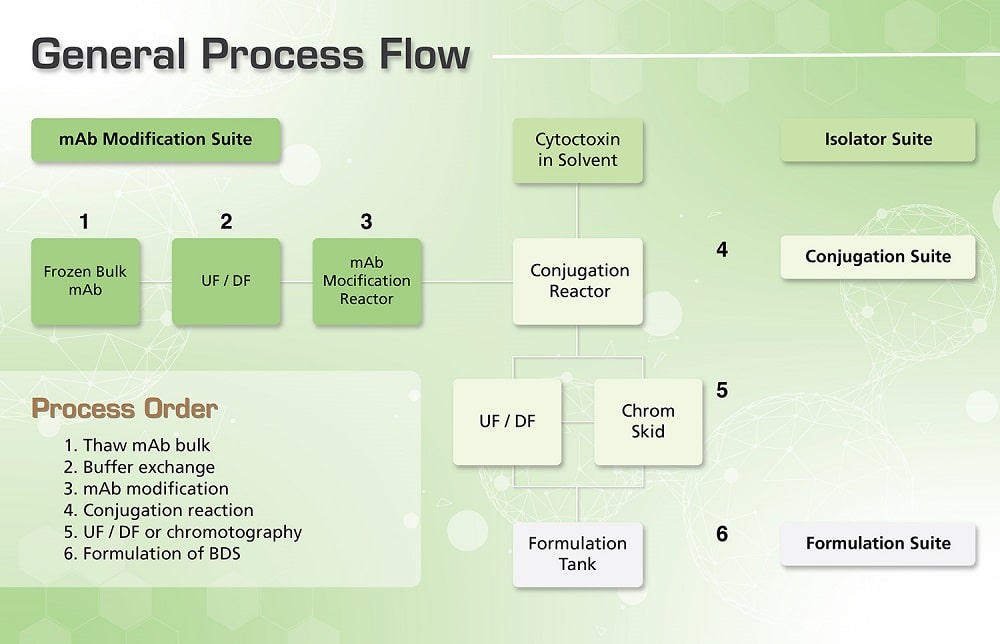 General Process Flow
mAb Modification Suite
Cytoctoxin
in Solvent
Isolator Suite
1
2
3
Frozen Bulk
mAb
UF / DF
mAb
Mocification
Reactor
Conjugation
Reactor
4
Conjugation Suite
UF / DF
Chrom
Skid
5
Process Order
1. Thaw mAb bulk
2. Buffer exchange
3. mAb modification
4. Conjugation reaction
5. UF / DF or chromotography
6. Formulation of BDS
Formulation
Tank
6
Formulation Suite